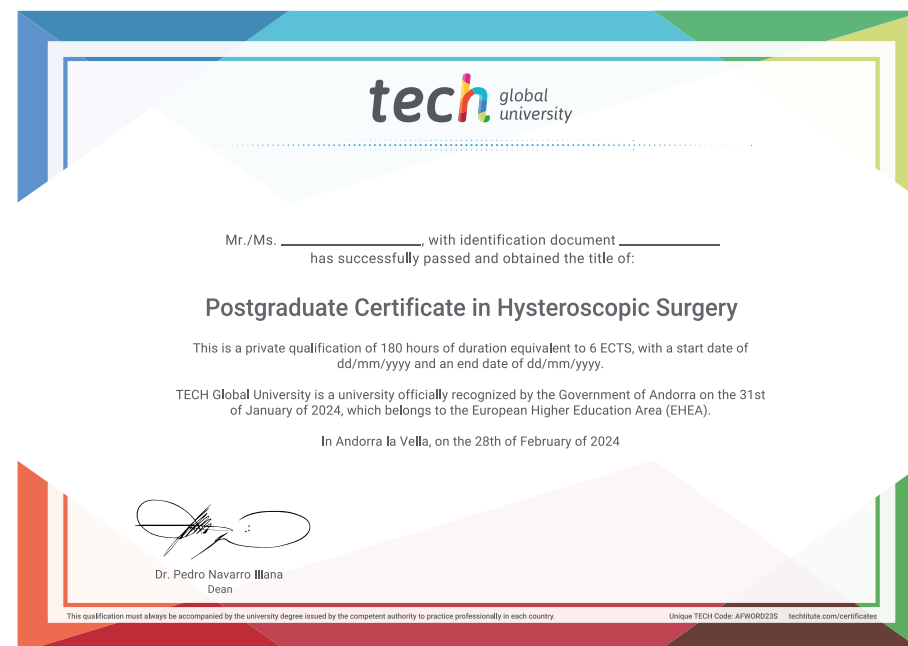 tech global university
Mr./Ms. ____________________, with identification document ______________
has successfully passed and obtained the title of:
Postgraduate Certificate in Hysteroscopic Surgery
This is a private qualification of 180 hours of duration equivalent to 6 ECTS, with a start date of
dd/mm/yyyy and an end date of dd/mm/yyyy.
TECH Global University is a university officially recognized by the Government of Andorra on the 31st
of January of 2024, which belongs to the European Higher Education Area (EHEA).
In Andorra la Vella, on the 28th of February of 2024
Dr. Pedro Navarro Illana
Dean
This qualification must always be accompanied by the university degree issued by the competent authority to practice professionally in each country.
Unique TECH Code: AFWORD23S techtitute.com/certificates